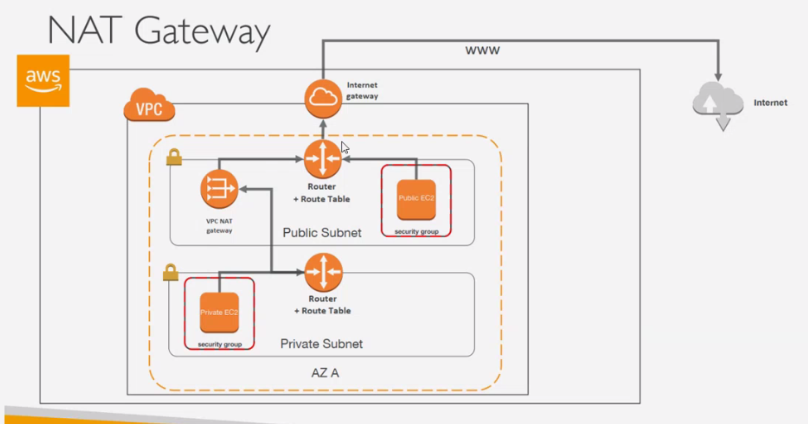 NAT Gateway
WWW
aws
Internet
gateway
Internet
VPC
Router
+ Route Table
Public EC2
VPC NAT
gateway
Public Subnet
security group
Router
+ Route Table
Private EC2
security group
Private Subnet
AZ A